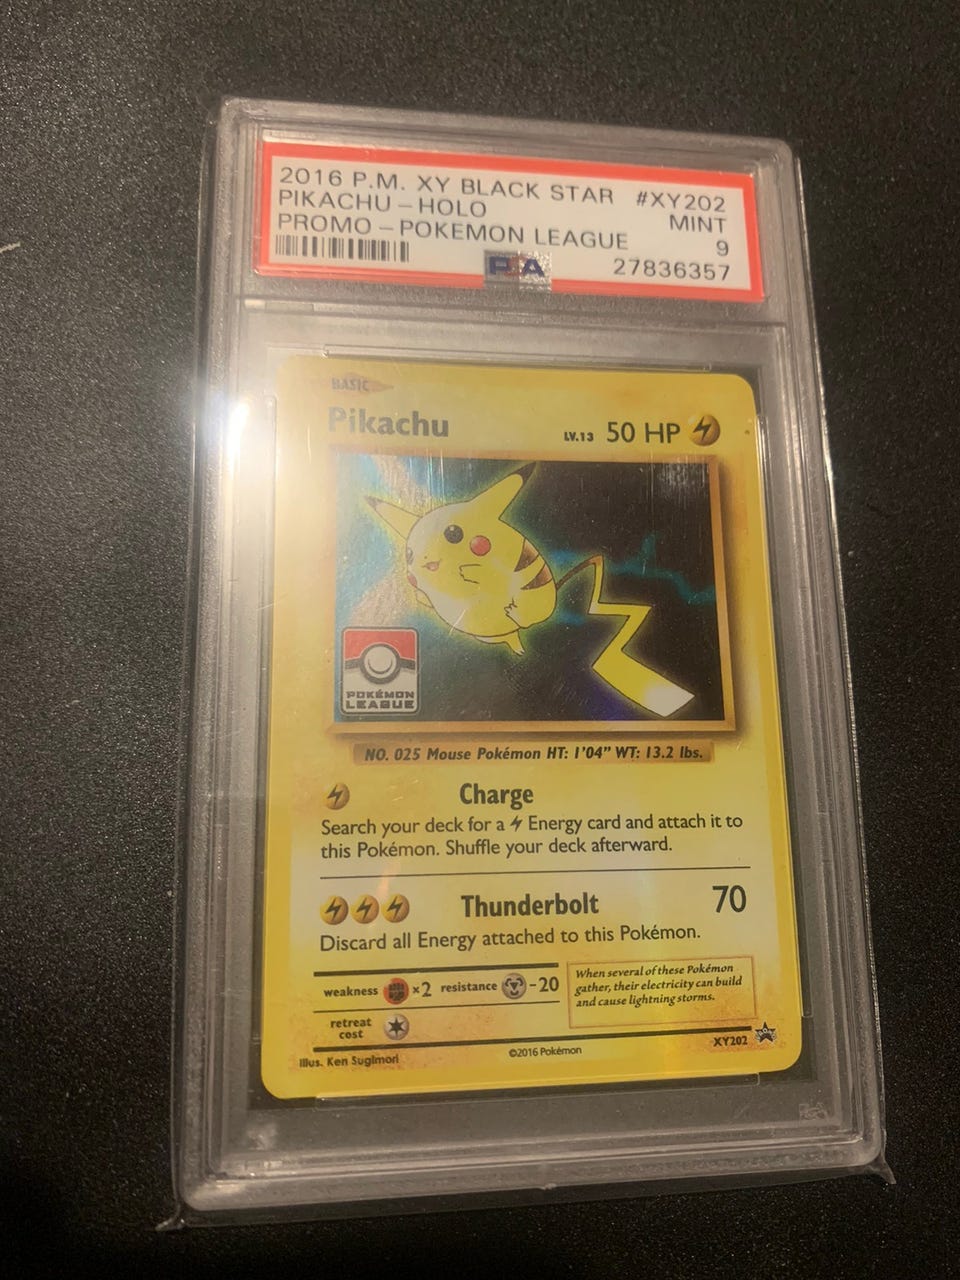 2016 P.M. XY BLACK STAR #XY202
PIKACHU - HOLO MINT
PROMO - POKEMON LEAGUE 9
PSA 27836357
BASIC
Pikachu LV.13 50 HP
POKÉMON
LEAGUE
NO. 025 Mouse Pokémon HT: 1'04" WT: 13.2 lbs.
Charge
Search your deck for a Energy card and attach it to
this Pokémon. Shuffle your deck afterward.
Thunderbolt 70
Discard all Energy attached to this Pokémon.
weakness ×2 resistance -20
retreat
cost
When several of these Pokémon
gather, their electricity can build
and cause lightning storms.
Illus. Ken Sugimori ©2016 Pokémon XY202